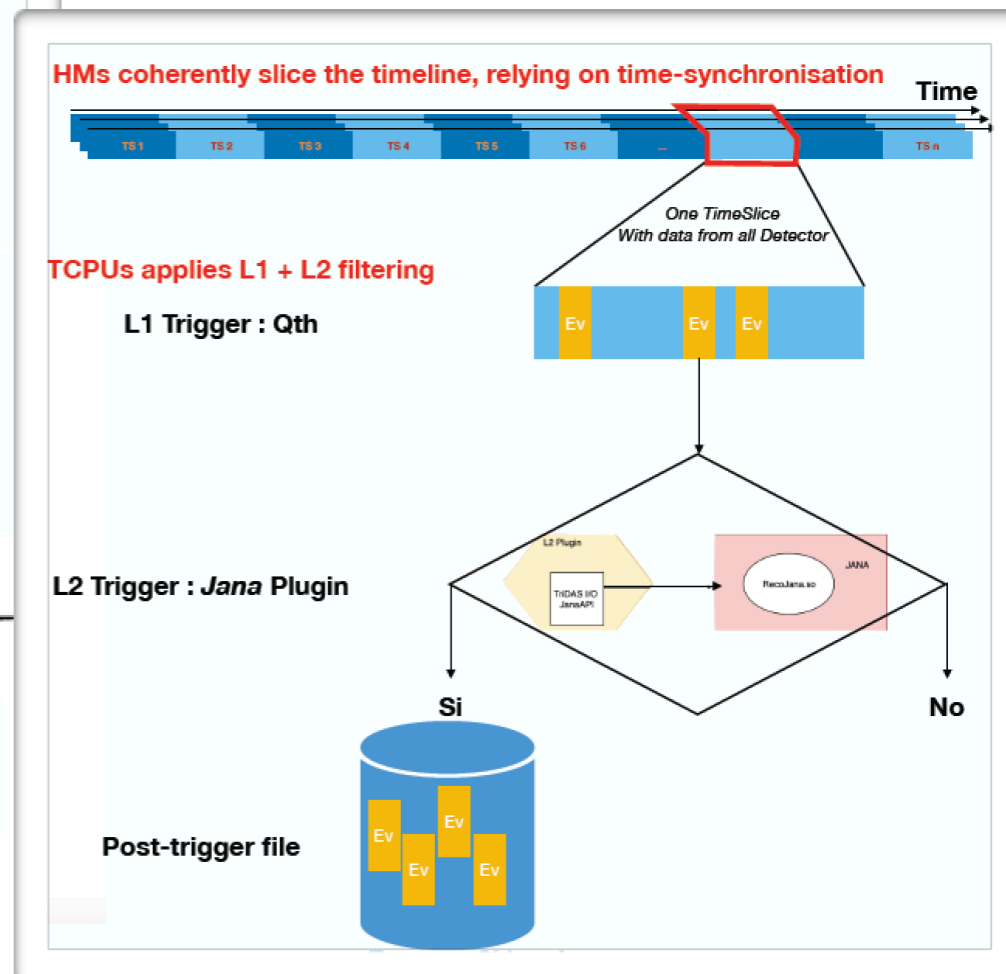 HMs coherently slice the timeline, relying on time-synchronisation
Time
TS 1 TS 2 TS 3 TS 4 TS 5 TS 6 ... TS n
One TimeSlice
With data from all Detector
TCPUs applies L1 + L2 filtering
L1 Trigger : Qth
Ev Ev Ev
L2 Plugin
JANA
TriDAS I/O
JanaAPI
RecoJana.so
L2 Trigger : Jana Plugin
Si
No
Ev
Ev
Ev
Ev
Post-trigger file